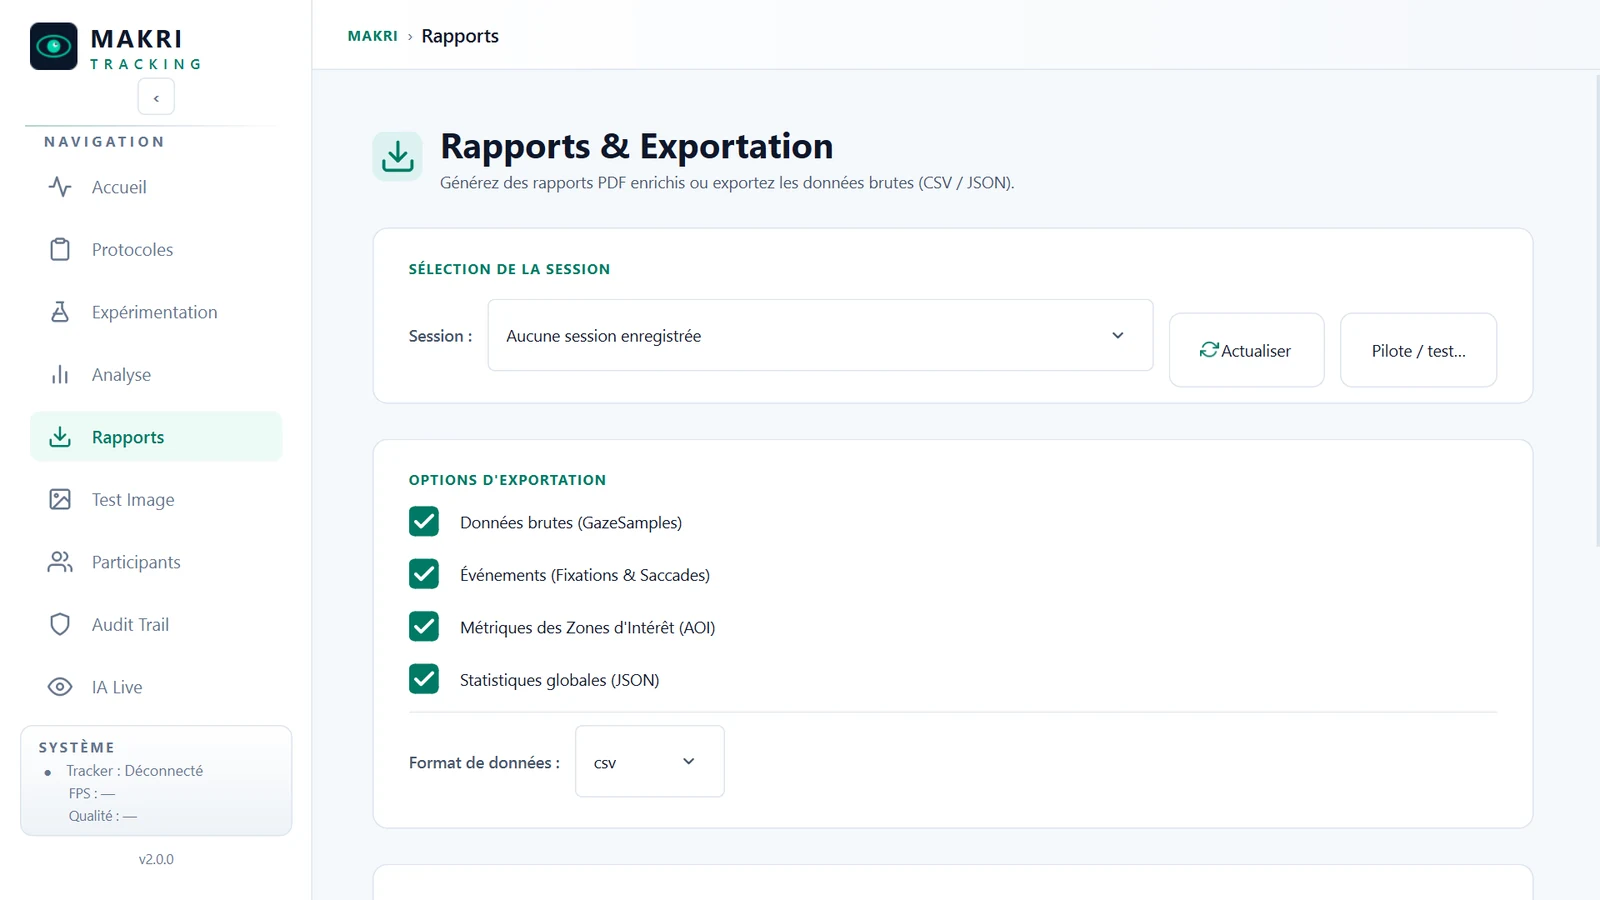 MAKRI
TRACKING
‹
NAVIGATION
Accueil
Protocoles
Expérimentation
Analyse
Rapports
Test Image
Participants
Audit Trail
IA Live
SYSTÈME
● Tracker : Déconnecté
FPS : —
Qualité : —
v2.0.0
MAKRI › Rapports
Rapports & Exportation
Générez des rapports PDF enrichis ou exportez les données brutes (CSV / JSON).
SÉLECTION DE LA SESSION
Session : Aucune session enregistrée Actualiser Pilote / test...
OPTIONS D'EXPORTATION
Données brutes (GazeSamples)
Événements (Fixations & Saccades)
Métriques des Zones d'Intérêt (AOI)
Statistiques globales (JSON)
Format de données : csv